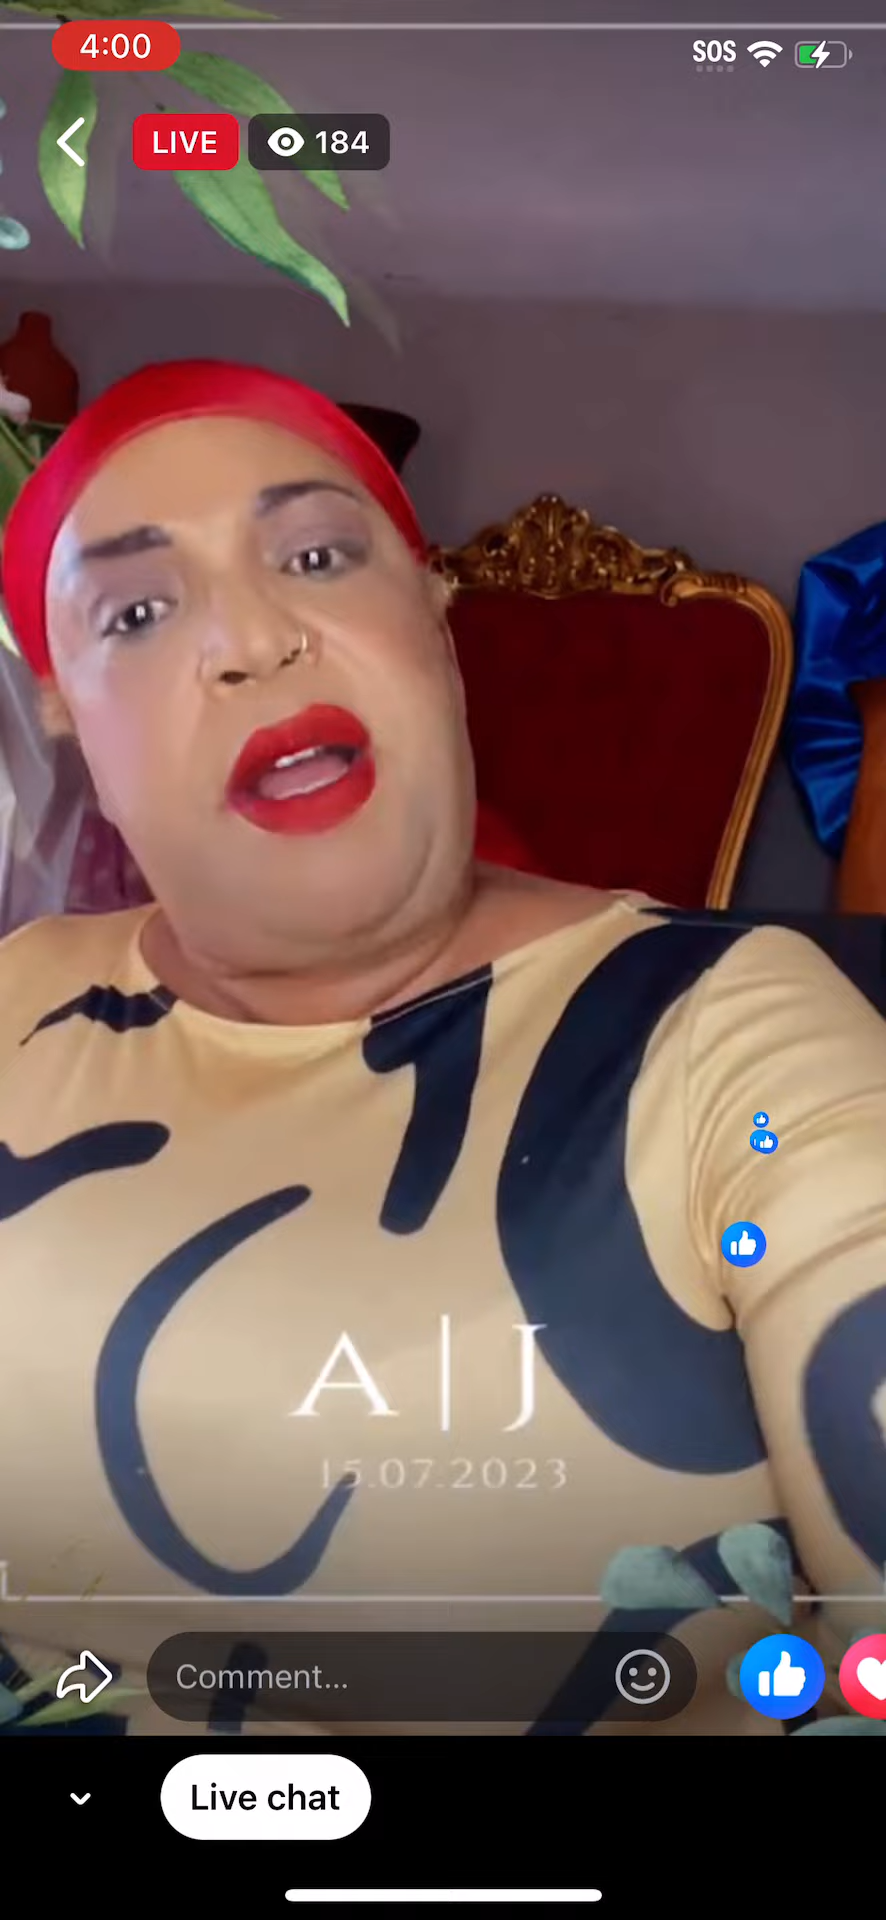 4:00
SOS
LIVE
184
A | J
15.07.2023
Comment...
Live chat